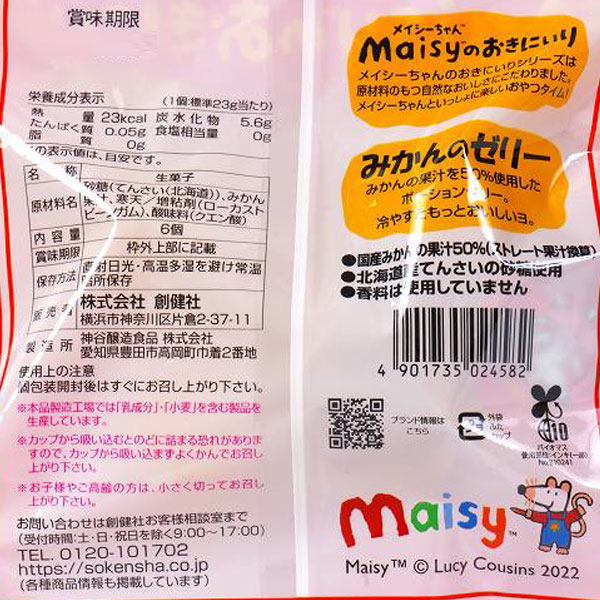 賞味期限
栄養成分表示
(1個:標準23g当たり)
熱量 23kcal 炭水化物 5.6g
たんぱく質 0.05g 食塩相当量 0g
脂質 0g
この表示値は、目安です。
名称 生菓子
原材料名 砂糖(てんさい(北海道))、みかん
果汁、寒天/増粘剤(ローカスト
ビーンガム)、酸味料(クエン酸)
内容量 6個
賞味期限 枠外上部に記載
保存方法 直射日光・高温多湿を避け常温
暗所保存
販売者 株式会社 創健社
横浜市神奈川区片倉2-37-11
製造所 神谷醸造食品 株式会社
愛知県豊田市高岡町巾着2番地
使用上の注意
個包装開封後はすぐにお召し上がり下さい。
※本品製造工場では「乳成分」・「小麦」を含む製品を
生産しています。
※カップから吸い込むとのどに詰まる恐れがあります
ので、カップから吸い込まずよくかんでお召し
上がり下さい。
※お子様やご高齢の方は、小さく切ってお召し上
がり下さい。
お問い合わせは創健社お客様相談室まで
(受付時間:土・日・祝日を除く9:00~17:00)
TEL. 0120-101702
https://sokensha.co.jp
(各種商品情報も掲載しています)
メイシーちゃん™
Maisyのおきにいり
メイシーちゃんのおきにいりシリーズは
原材料のもつ自然なおいしさにこだわりました。
メイシーちゃんといっしょに楽しいおやつタイム!
みかんのゼリー
みかんの果汁を50%使用した
ポーションゼリー。
冷やすともっとおいしいヨ。
●国産みかんの果汁50%(ストレート果汁換算)
●北海道産てんさいの砂糖使用
●香料は使用していません
4 901735 024582
ブランド情報は
こちら
プラ
外袋
ふた
カップ
10
バイオマス
使用部位:インキ(一部)
No.210241
maisy™
Maisy™ © Lucy Cousins 2022